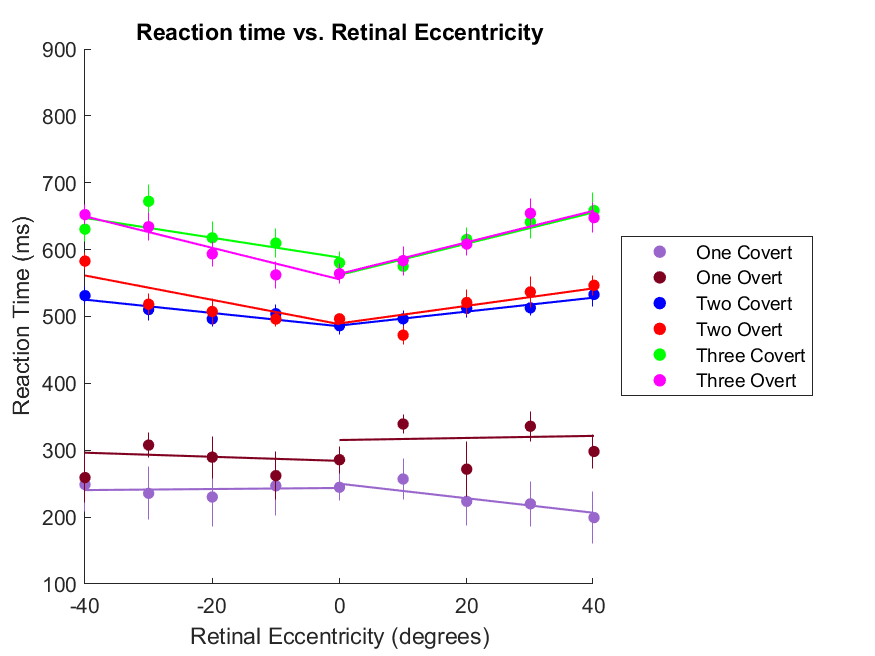 Reaction time vs. Retinal Eccentricity
900
800
700
600
500
400
300
200
100
Reaction Time (ms)
-40
-20
0
20
40
Retinal Eccentricity (degrees)
One Covert
One Overt
Two Covert
Two Overt
Three Covert
Three Overt